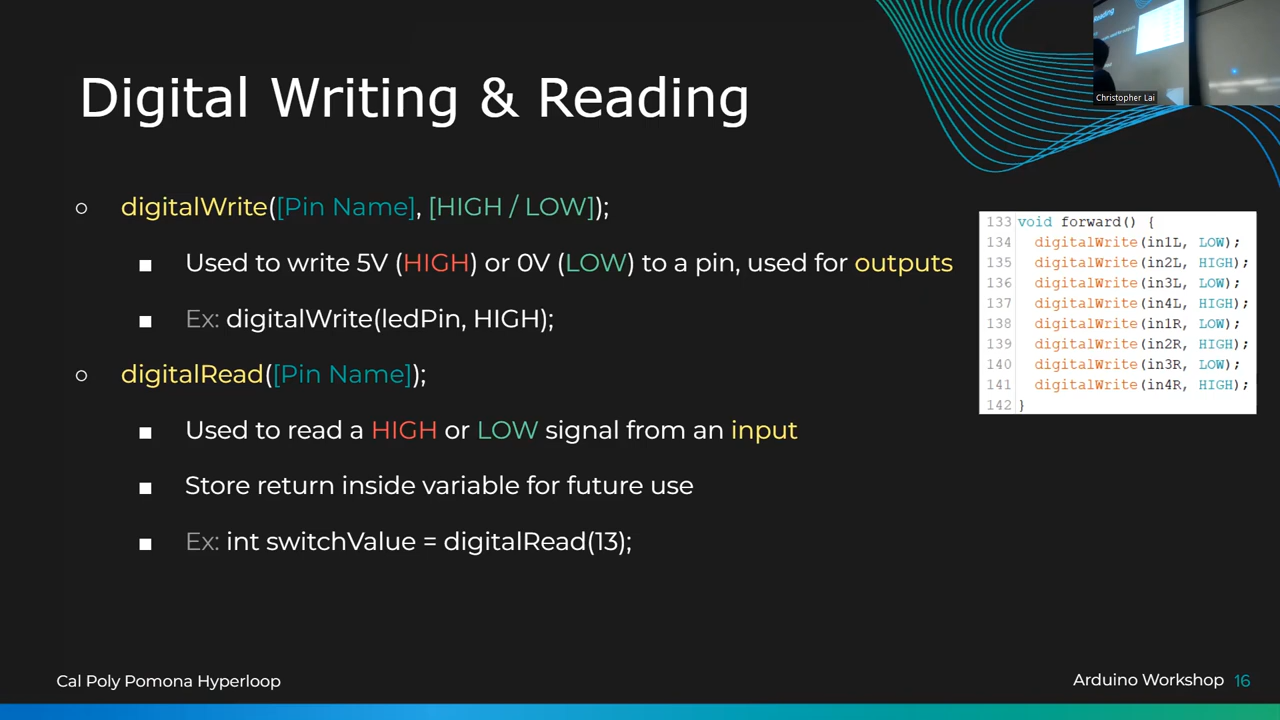 Digital Writing & Reading
digitalWrite([Pin Name], [HIGH / LOW]);
Used to write 5V (HIGH) or 0V (LOW) to a pin, used for outputs
Ex: digitalWrite(ledPin, HIGH);
digitalRead([Pin Name]);
Used to read a HIGH or LOW signal from an input
Store return inside variable for future use
Ex: int switchValue = digitalRead(13);
Christopher Lai
133 void forward() {
134 digitalWrite(in1L, LOW);
135 digitalWrite(in2L, HIGH);
136 digitalWrite(in3L, LOW);
137 digitalWrite(in4L, HIGH);
138 digitalWrite(in1R, LOW);
139 digitalWrite(in2R, HIGH);
140 digitalWrite(in3R, LOW);
141 digitalWrite(in4R, HIGH);
142 }
Cal Poly Pomona Hyperloop
Arduino Workshop 16